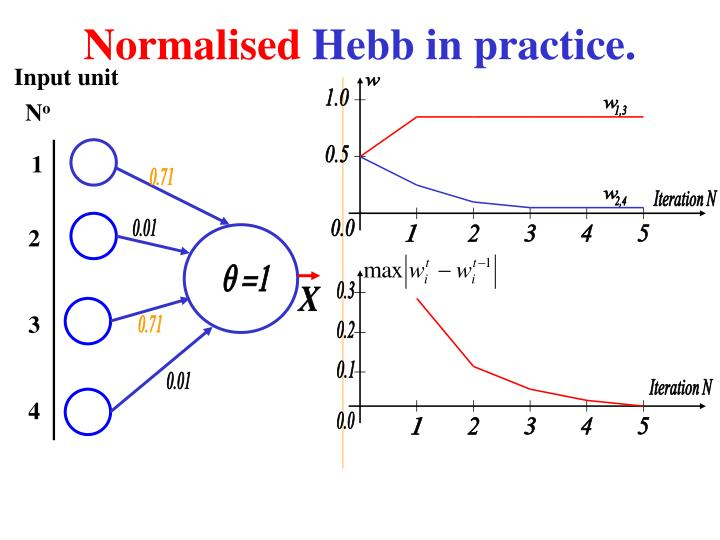 Normalised Hebb in practice.
Input unit
Nº
1
0.71
2
0.01
3
0.71
4
0.01
θ=1
X
w
1.0
0.5
0.0
w1,3
w2,4
Iteration N
1 2 3 4 5
max|w_i^t − w_i^{t−1}|
0.3
0.2
0.1
0.0
Iteration N
1 2 3 4 5